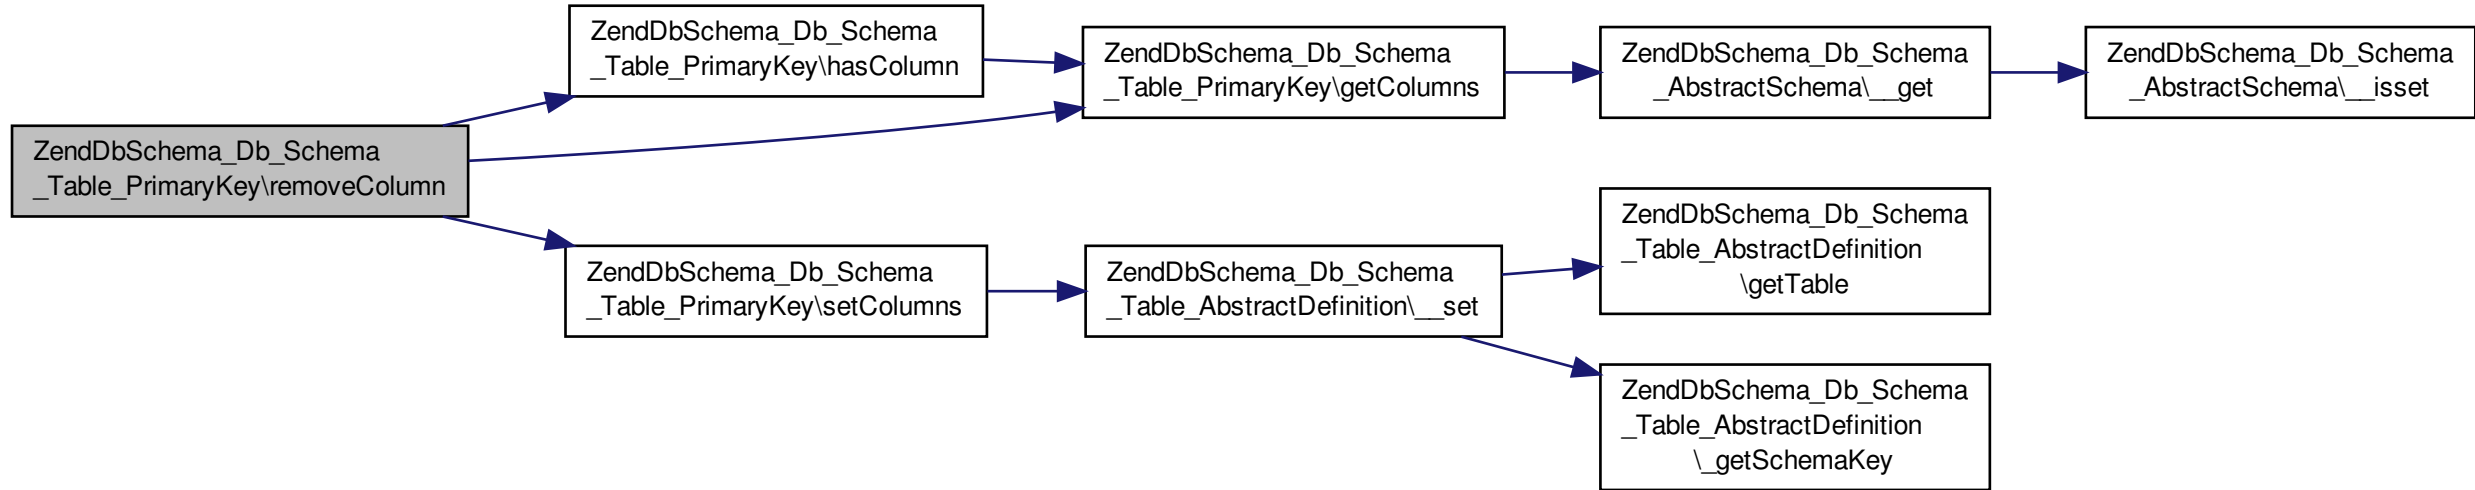 ZendDbSchema_Db_Schema
_Table_PrimaryKey\removeColumn
ZendDbSchema_Db_Schema
_Table_PrimaryKey\hasColumn
ZendDbSchema_Db_Schema
_Table_PrimaryKey\getColumns
ZendDbSchema_Db_Schema
_AbstractSchema\__get
ZendDbSchema_Db_Schema
_AbstractSchema\__isset
ZendDbSchema_Db_Schema
_Table_PrimaryKey\setColumns
ZendDbSchema_Db_Schema
_Table_AbstractDefinition\__set
ZendDbSchema_Db_Schema
_Table_AbstractDefinition
\getTable
ZendDbSchema_Db_Schema
_Table_AbstractDefinition
\_getSchemaKey